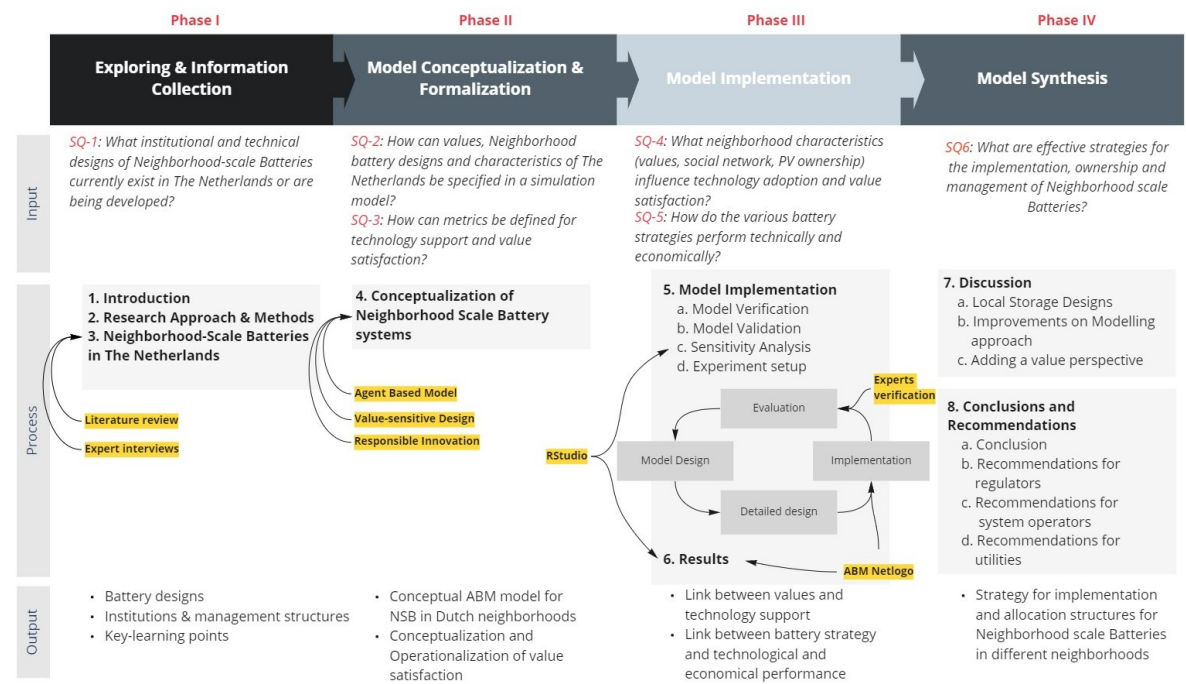 Phase I
Phase II
Phase III
Phase IV
Exploring & Information
Collection
Model Conceptualization &
Formalization
Model Implementation
Model Synthesis
Input
SQ-1: What institutional and technical
designs of Neighborhood-scale Batteries
currently exist in The Netherlands or are
being developed?
SQ-2: How can values, Neighborhood
battery designs and characteristics of The
Netherlands be specified in a simulation
model?
SQ-3: How can metrics be defined for
technology support and value
satisfaction?
SQ-4: What neighborhood characteristics
(values, social network, PV ownership)
influence technology adoption and value
satisfaction?
SQ-5: How do the various battery
strategies perform technically and
economically?
SQ6: What are effective strategies for
the implementation, ownership and
management of Neighborhood scale
Batteries?
Process
1. Introduction
2. Research Approach & Methods
3. Neighborhood-Scale Batteries
in The Netherlands
Literature review
Expert interviews
4. Conceptualization of
Neighborhood Scale Battery
systems
Agent Based Model
Value-sensitive Design
Responsible Innovation
RStudio
5. Model Implementation
a. Model Verification
b. Model Validation
c. Sensitivity Analysis
d. Experiment setup
Experts
verification
Evaluation
Model Design
Implementation
Detailed design
6. Results
ABM Netlogo
7. Discussion
a. Local Storage Designs
b. Improvements on Modelling
approach
c. Adding a value perspective
8. Conclusions and
Recommendations
a. Conclusion
b. Recommendations for
regulators
c. Recommendations for
system operators
d. Recommendations for
utilities
Output
• Battery designs
• Institutions & management structures
• Key-learning points
• Conceptual ABM model for
NSB in Dutch neighborhoods
• Conceptualization and
Operationalization of value
satisfaction
• Link between values and
technology support
• Link between battery strategy
and technological and
economical performance
• Strategy for implementation
and allocation structures for
Neighborhood scale Batteries
in different neighborhoods